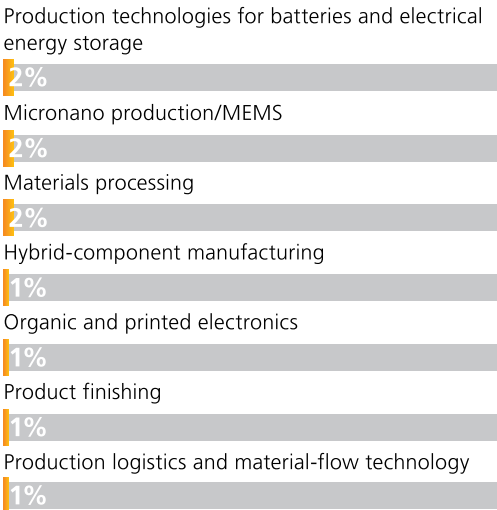 Production technologies for batteries and electrical
energy storage
2%
Micronano production/MEMS
2%
Materials processing
2%
Hybrid-component manufacturing
1%
Organic and printed electronics
1%
Product finishing
1%
Production logistics and material-flow technology
1%